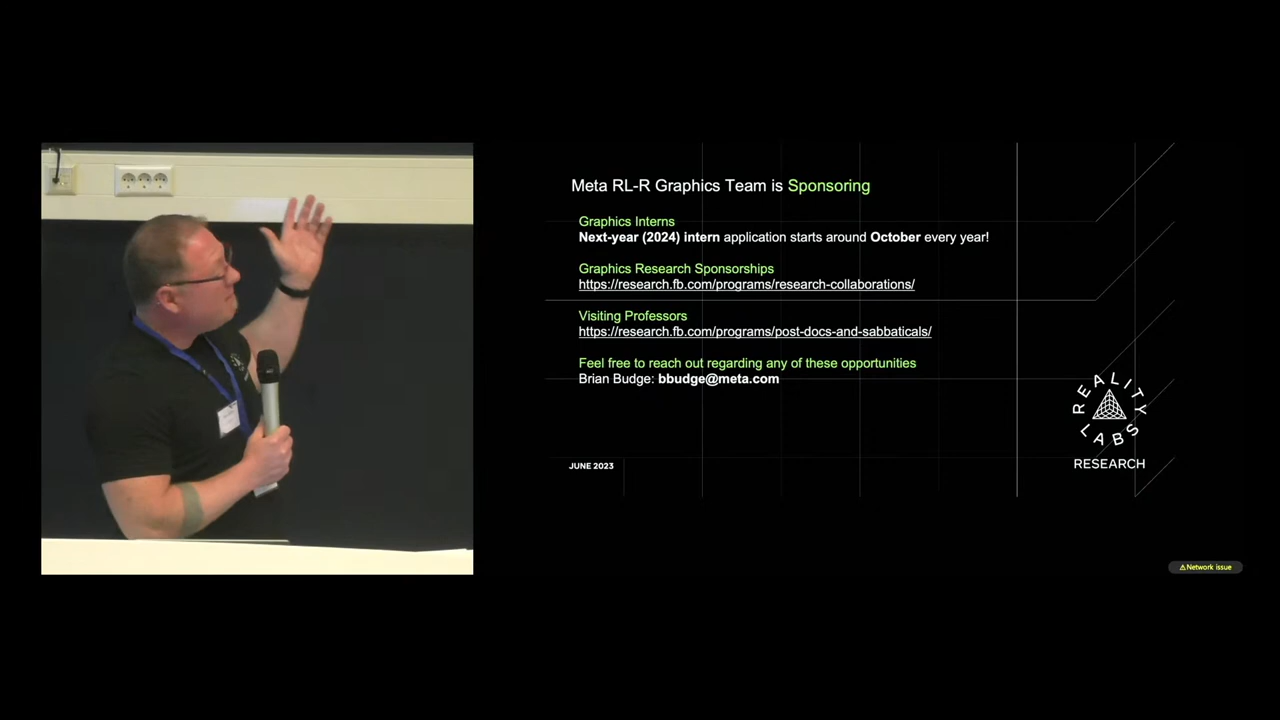 Meta RL-R Graphics Team is Sponsoring
Graphics Interns
Next-year (2024) intern application starts around October every year!
Graphics Research Sponsorships
https://research.fb.com/programs/research-collaborations/
Visiting Professors
https://research.fb.com/programs/post-docs-and-sabbaticals/
Feel free to reach out regarding any of these opportunities
Brian Budge: bbudge@meta.com
REALITY LABS
RESEARCH
JUNE 2023
⚠Network issue